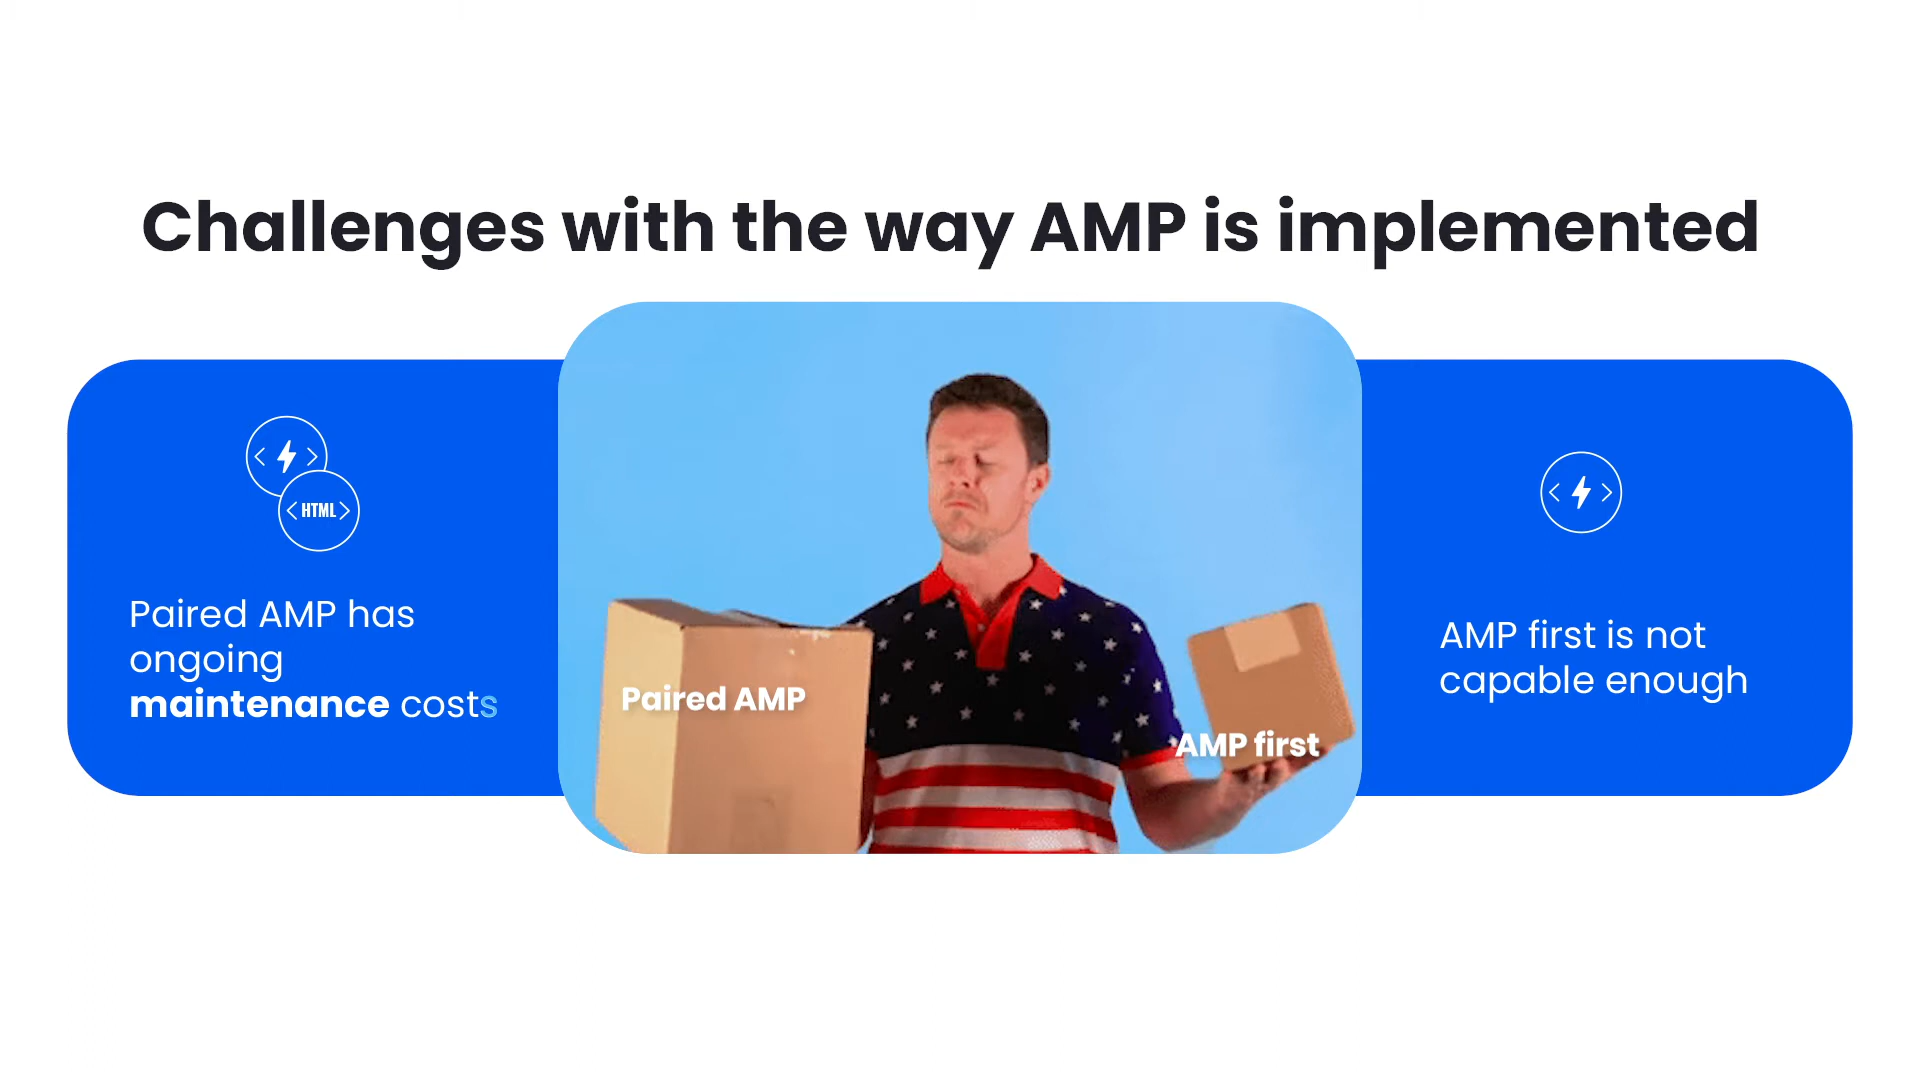 Challenges with the way AMP is implemented
< >
< HTML >
Paired AMP has
ongoing
maintenance costs
Paired AMP
AMP first
< >
AMP first is not
capable enough